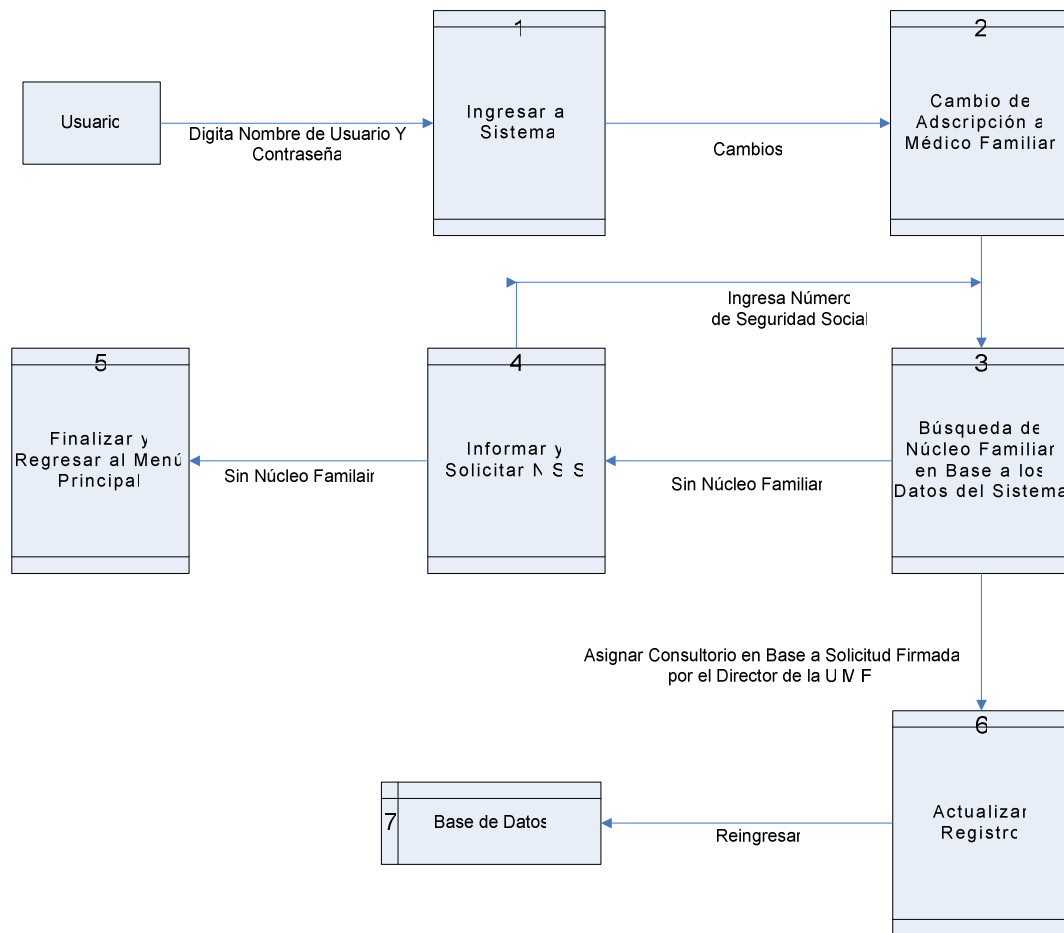 Usuario
Digita Nombre de Usuario Y
Contraseña
1
Ingresar a
Sistema
Cambios
2
Cambio de
Adscripción a
Médico Familiar
Ingresa Número
de Seguridad Social
5
Finalizar y
Regresar al Menú
Principal
Sin Núcleo Familair
4
Informar y
Solicitar N S S
Sin Núcleo Familiar
3
Búsqueda de
Núcleo Familiar
en Base a los
Datos del Sistema
Asignar Consultorio en Base a Solicitud Firmada
por el Director de la U M F
6
Actualizar
Registro
Reingresar
7
Base de Datos